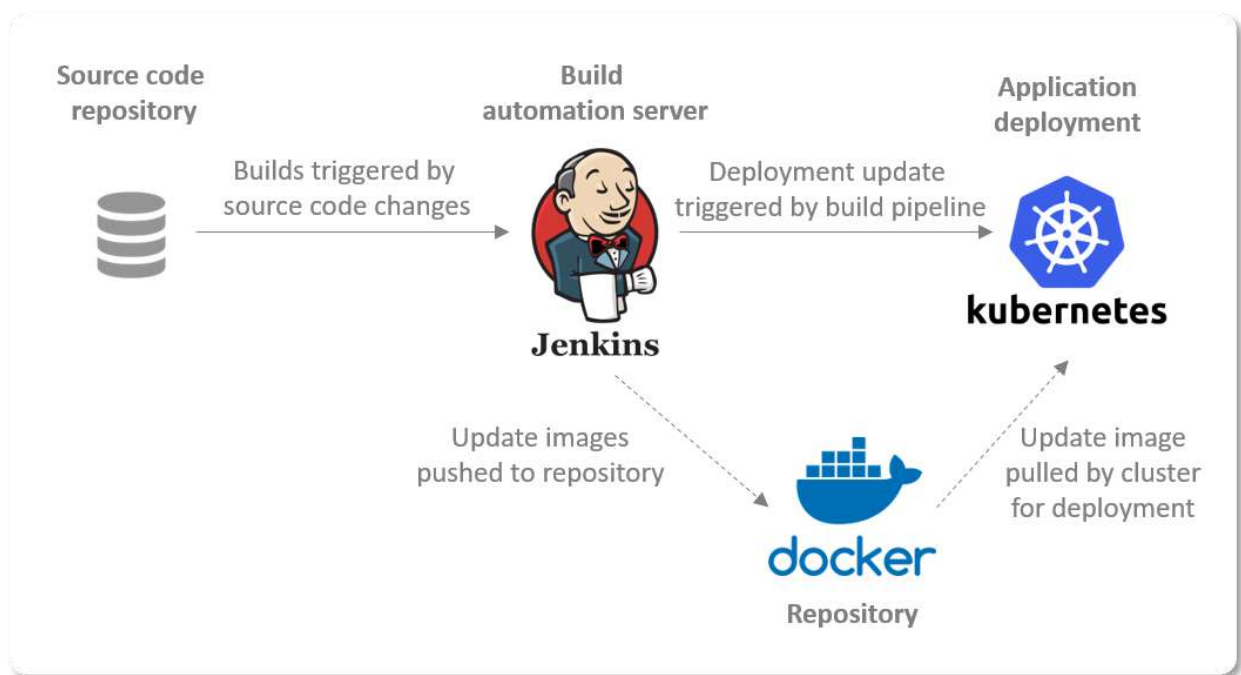 Source code
repository
Build
automation server
Application
deployment
Builds triggered by
source code changes
Deployment update
triggered by build pipeline
Jenkins
kubernetes
Update images
pushed to repository
docker
Repository
Update image
pulled by cluster
for deployment